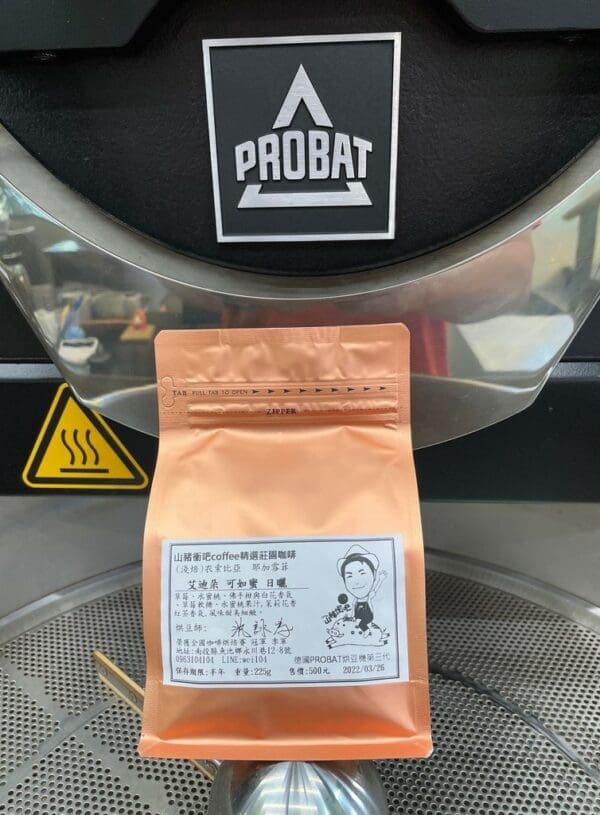 PROBAT
TAB PULL TAB TO OPEN
ZIPPER
山豬衝吧coffee精選莊園咖啡
(淺焙)衣索比亞 耶加雪菲
艾迪朵 可如蜜 日曬
草莓、水蜜桃、佛手柑與白花香氣
、草莓軟糖、水蜜桃果汁，茉莉花香
紅茶香氣，風味甜美細緻。
烘豆師:
榮獲全國咖啡烘焙賽 冠軍 季軍
地址:南投縣魚池鄉水川巷12-8號
0963104104 LINE:wei104
德國PROBAT烘豆機第三代
保存期限:半年 重量:225g 售價:500元 2022/03/26